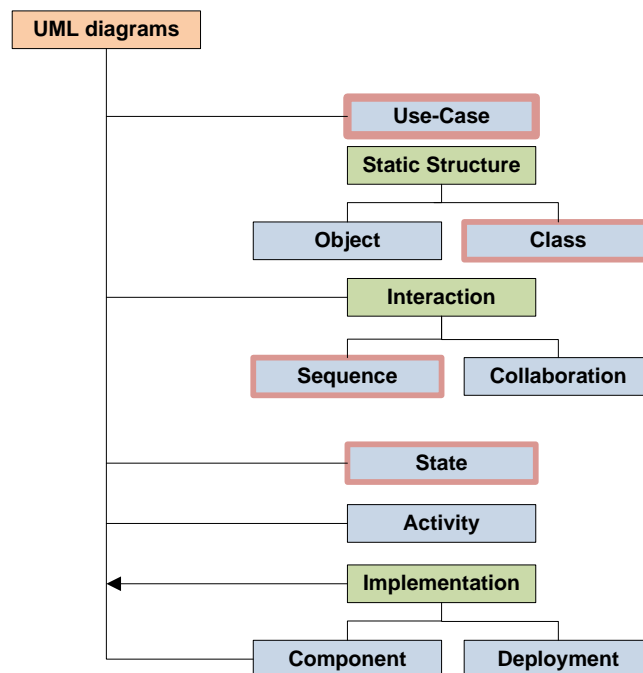 UML diagrams
Use-Case
Static Structure
Object
Class
Interaction
Sequence
Collaboration
State
Activity
Implementation
Component
Deployment